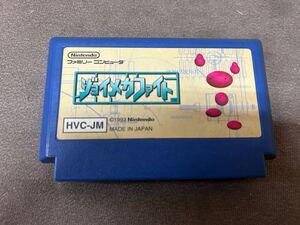 Nintendo
ファミリー コンピュータ
ジョイメカファイト
HVC-JM
©1993 Nintendo
MADE IN JAPAN